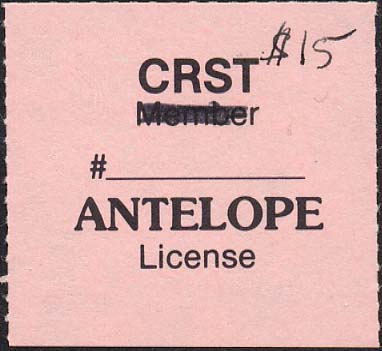 $15
CRST
Member
#
ANTELOPE
License